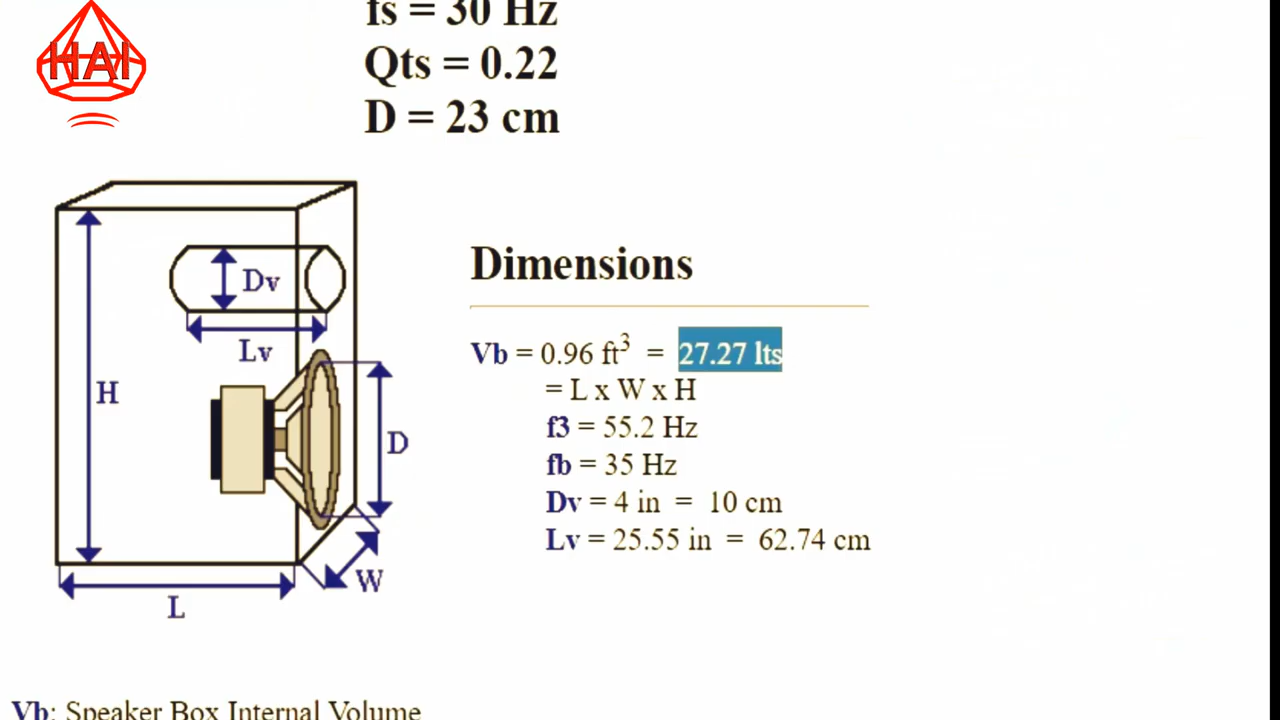 HAI
fs = 30 Hz
Qts = 0.22
D = 23 cm
Dv
Lv
H
D
W
L
Dimensions
Vb = 0.96 ft³ = 27.27 lts
= L x W x H
f3 = 55.2 Hz
fb = 35 Hz
Dv = 4 in = 10 cm
Lv = 25.55 in = 62.74 cm
Vb: Speaker Box Internal Volume